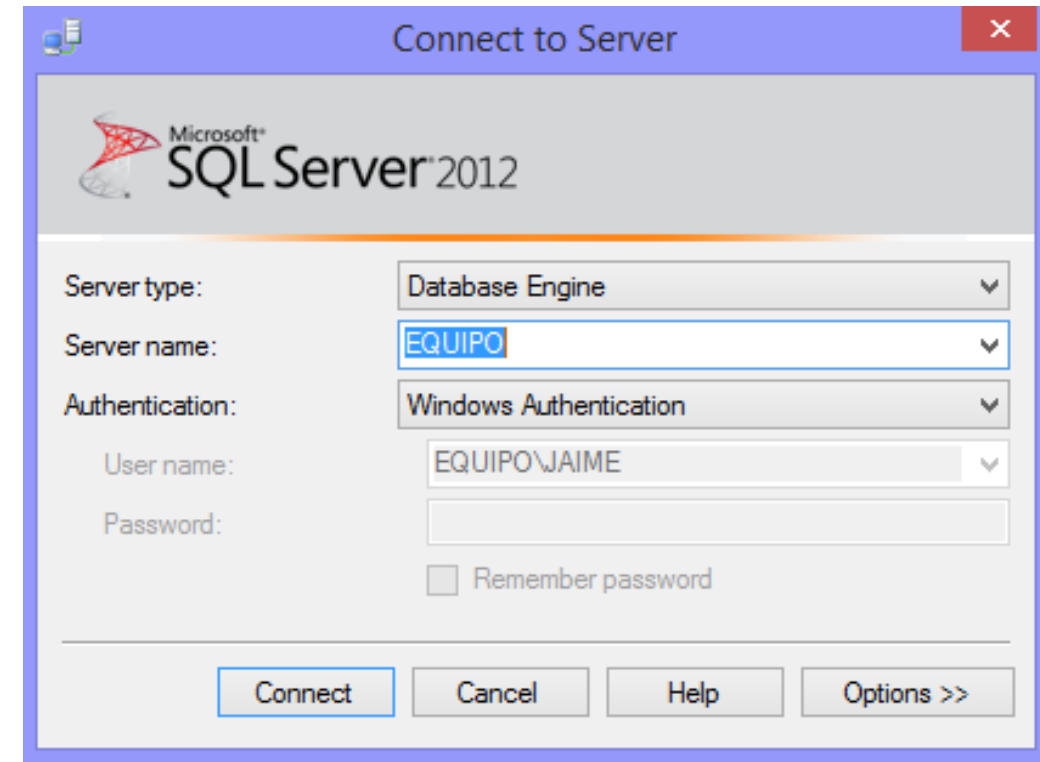 Connect to Server
Microsoft®
SQL Server® 2012
Server type: Database Engine
Server name: EQUIPO
Authentication: Windows Authentication
User name: EQUIPO\JAIME
Password:
Remember password
Connect Cancel Help Options >>